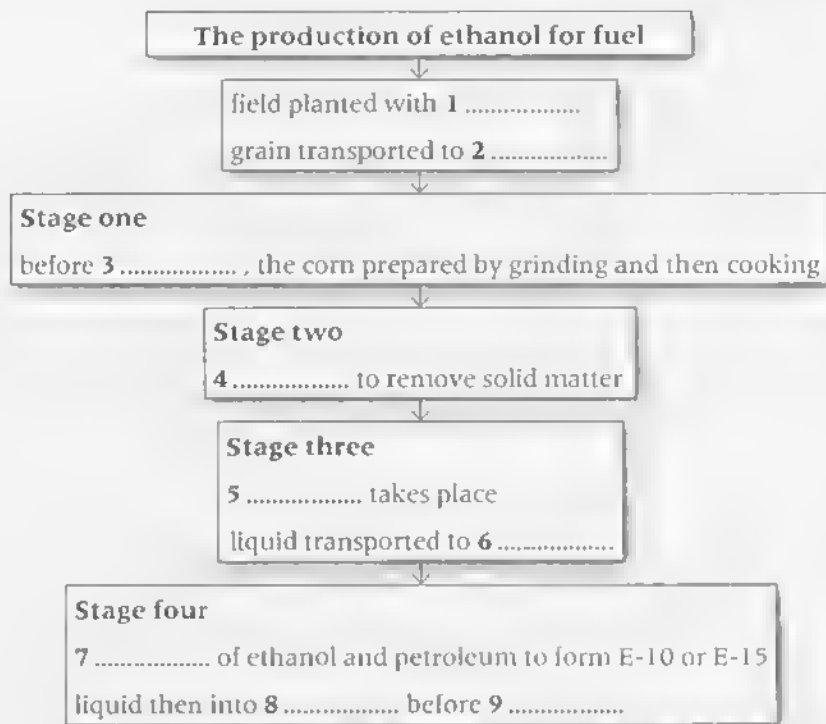 The production of ethanol for fuel
field planted with 1 ..................
grain transported to 2 ..................
Stage one
before 3 .................. , the corn prepared by grinding and then cooking
Stage two
4 .................. to remove solid matter
Stage three
5 .................. takes place
liquid transported to 6 ..................
Stage four
7 .................. of ethanol and petroleum to form E-10 or E-15
liquid then into 8 .................. before 9 ..................